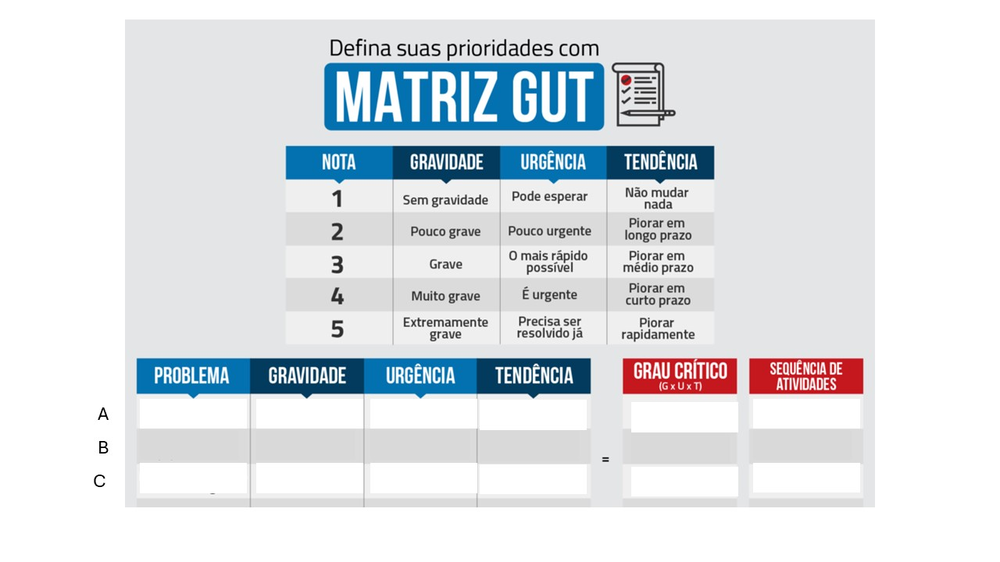 Defina suas prioridades com
MATRIZ GUT
NOTA GRAVIDADE URGÊNCIA TENDÊNCIA
1 Sem gravidade Pode esperar Não mudar nada
2 Pouco grave Pouco urgente Piorar em longo prazo
3 Grave O mais rápido possível Piorar em médio prazo
4 Muito grave É urgente Piorar em curto prazo
5 Extremamente grave Precisa ser resolvido já Piorar rapidamente
PROBLEMA GRAVIDADE URGÊNCIA TENDÊNCIA GRAU CRÍTICO (G x U x T) SEQUÊNCIA DE ATIVIDADES
A
B
=
C